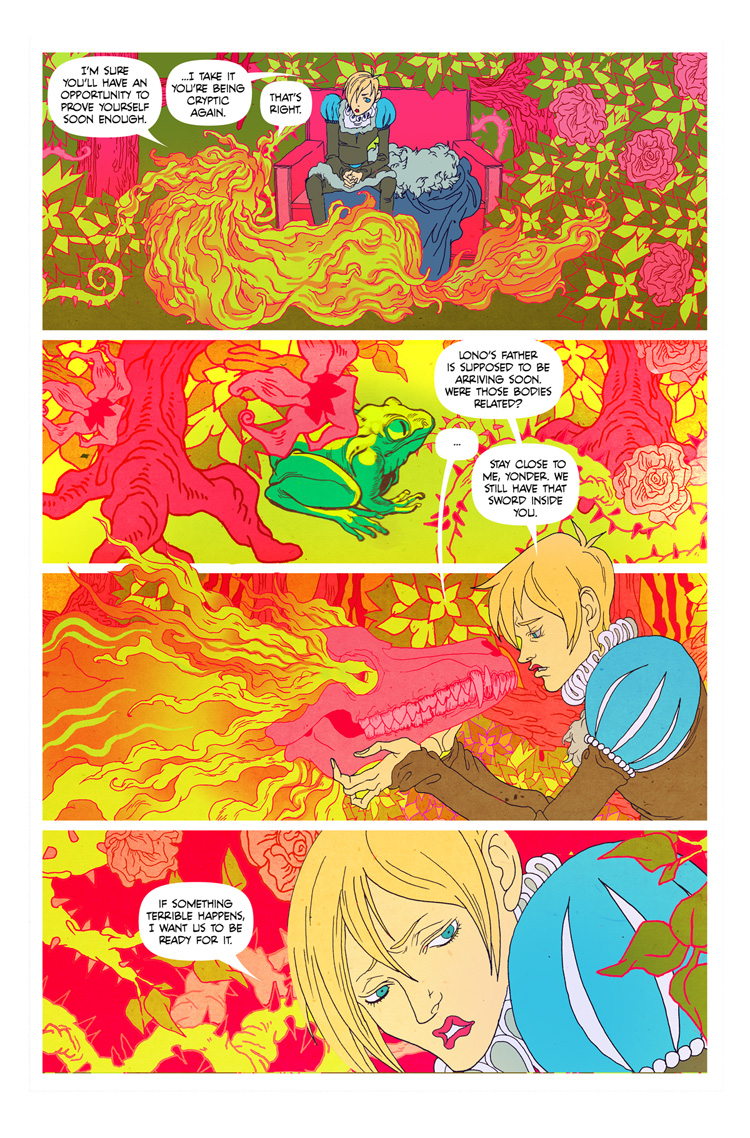 I'M SURE
YOU'LL HAVE AN
OPPORTUNITY TO
PROVE YOURSELF
SOON ENOUGH.
...I TAKE IT
YOU'RE BEING
CRYPTIC
AGAIN.
THAT'S
RIGHT.
LONO'S FATHER
IS SUPPOSED TO BE
ARRIVING SOON.
WERE THOSE BODIES
RELATED?
...
STAY CLOSE TO
ME, YONDER. WE
STILL HAVE THAT
SWORD INSIDE
YOU.
IF SOMETHING
TERRIBLE HAPPENS,
I WANT US TO BE
READY FOR IT.